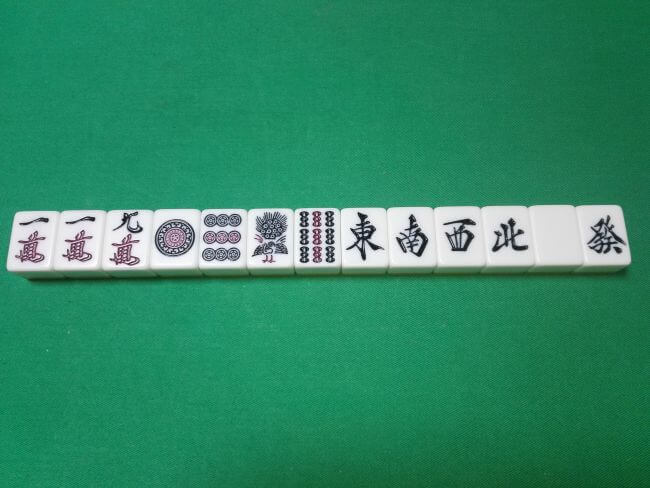 一萬 一萬 九萬 東 南 西 北 發